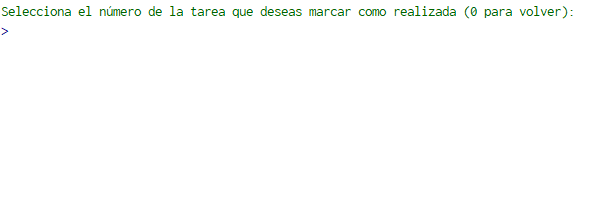 Selecciona el número de la tarea que deseas marcar como realizada (0 para volver):
>